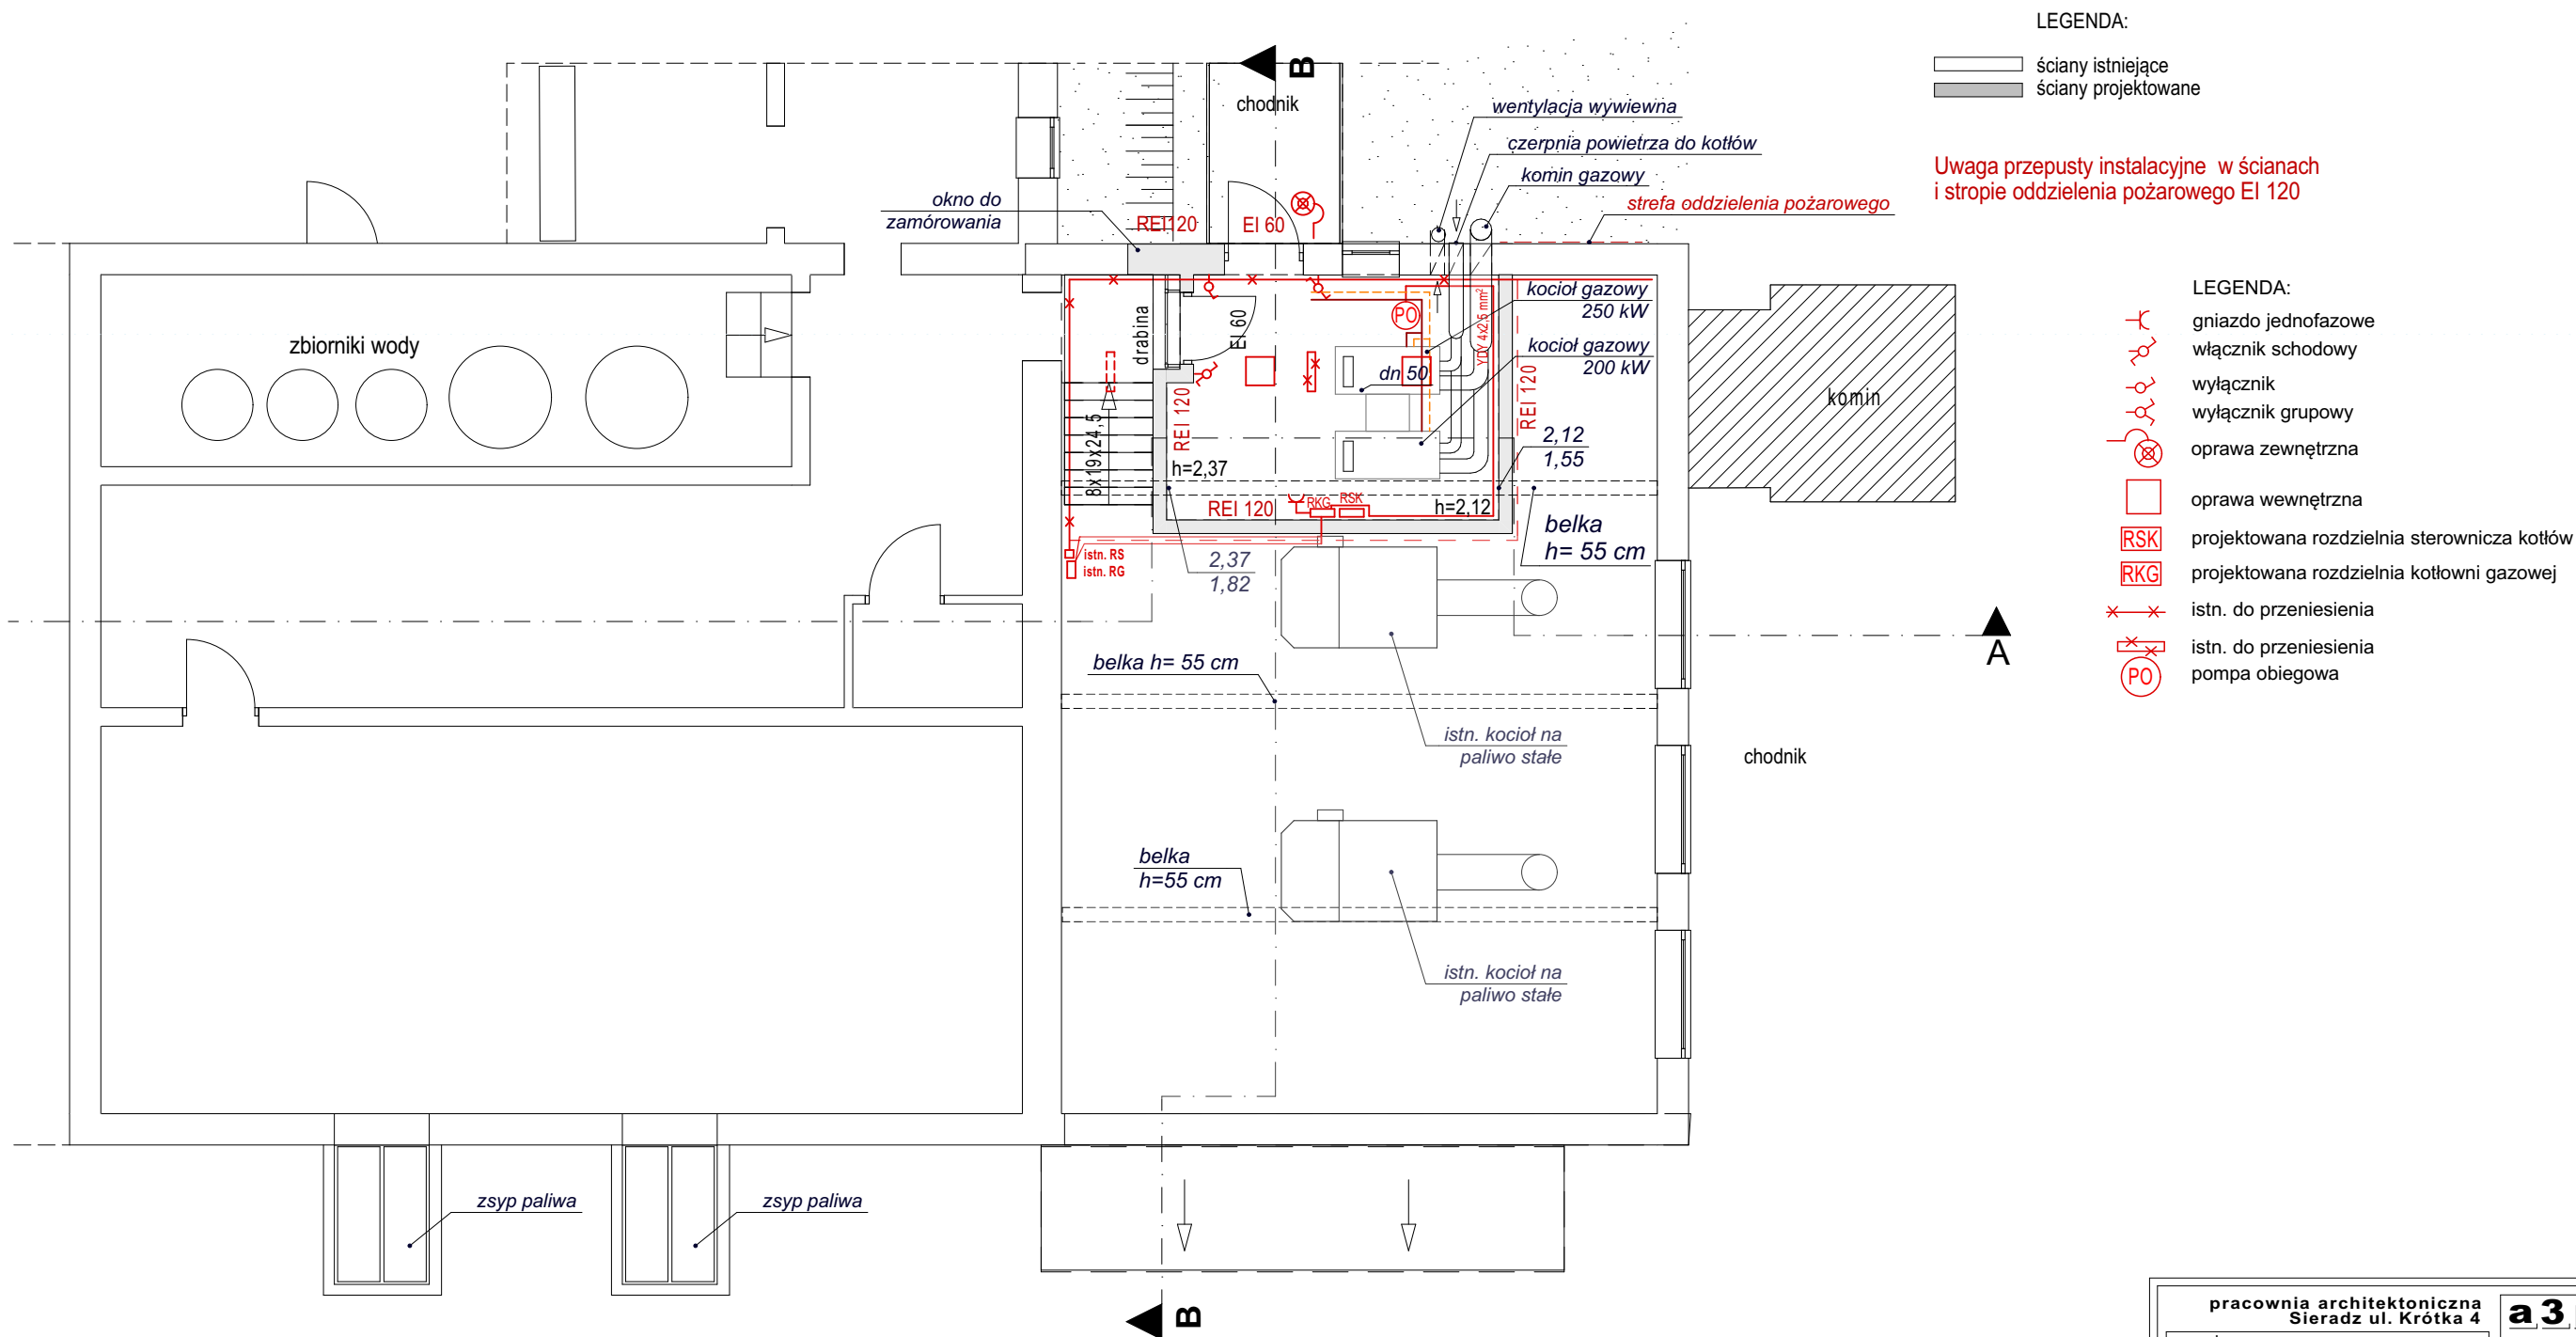 LEGENDA:
ściany istniejące
ściany projektowane
Uwaga przepusty instalacyjne w ścianach
i stropie oddzielenia pożarowego EI 120
B
chodnik
wentylacja wywiewna
czerpnia powietrza do kotłów
komin gazowy
strefa oddzielenia pożarowego
okno do
zamórowania
REI120
EI 60
LEGENDA:
gniazdo jednofazowe
włącznik schodowy
wyłącznik
wyłącznik grupowy
oprawa zewnętrzna
oprawa wewnętrzna
RSK projektowana rozdzielnia sterownicza kotłów
RKG projektowana rozdzielnia kotłowni gazowej
istn. do przeniesienia
istn. do przeniesienia
PO pompa obiegowa
zbiorniki wody
drabina
EI 60
PO
YDY 4x2,5 mm²
kocioł gazowy
250 kW
kocioł gazowy
200 kW
dn 50
REI 120
REI 120
8x19x24,5
h=2,37
2,12
1,55
komin
REI 120
RKG
RSK
h=2,12
belka
h= 55 cm
istn. RS
istn. RG
2,37
1,82
A
belka h= 55 cm
istn. kocioł na
paliwo stałe
chodnik
belka
h=55 cm
istn. kocioł na
paliwo stałe
zsyp paliwa
zsyp paliwa
B
pracownia architektoniczna
Sieradz ul. Krótka 4
a3